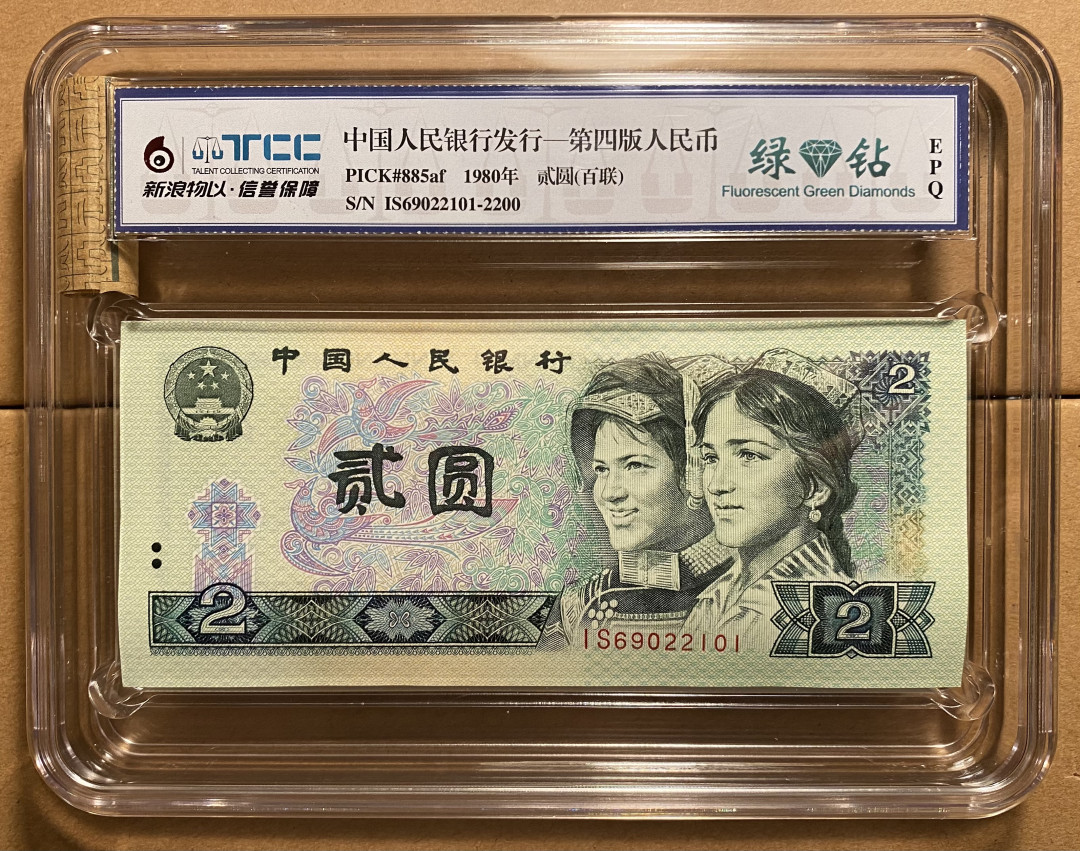 TCC
TALENT COLLECTING CERTIFICATION
新浪物以·信誉保障
中国人民银行发行—第四版人民币
PICK#885af 1980年 贰圆(百联)
S/N IS69022101-2200
绿钻
Fluorescent Green Diamonds
EPQ
中国人民银行
2
贰圆
2
IS69022101
2